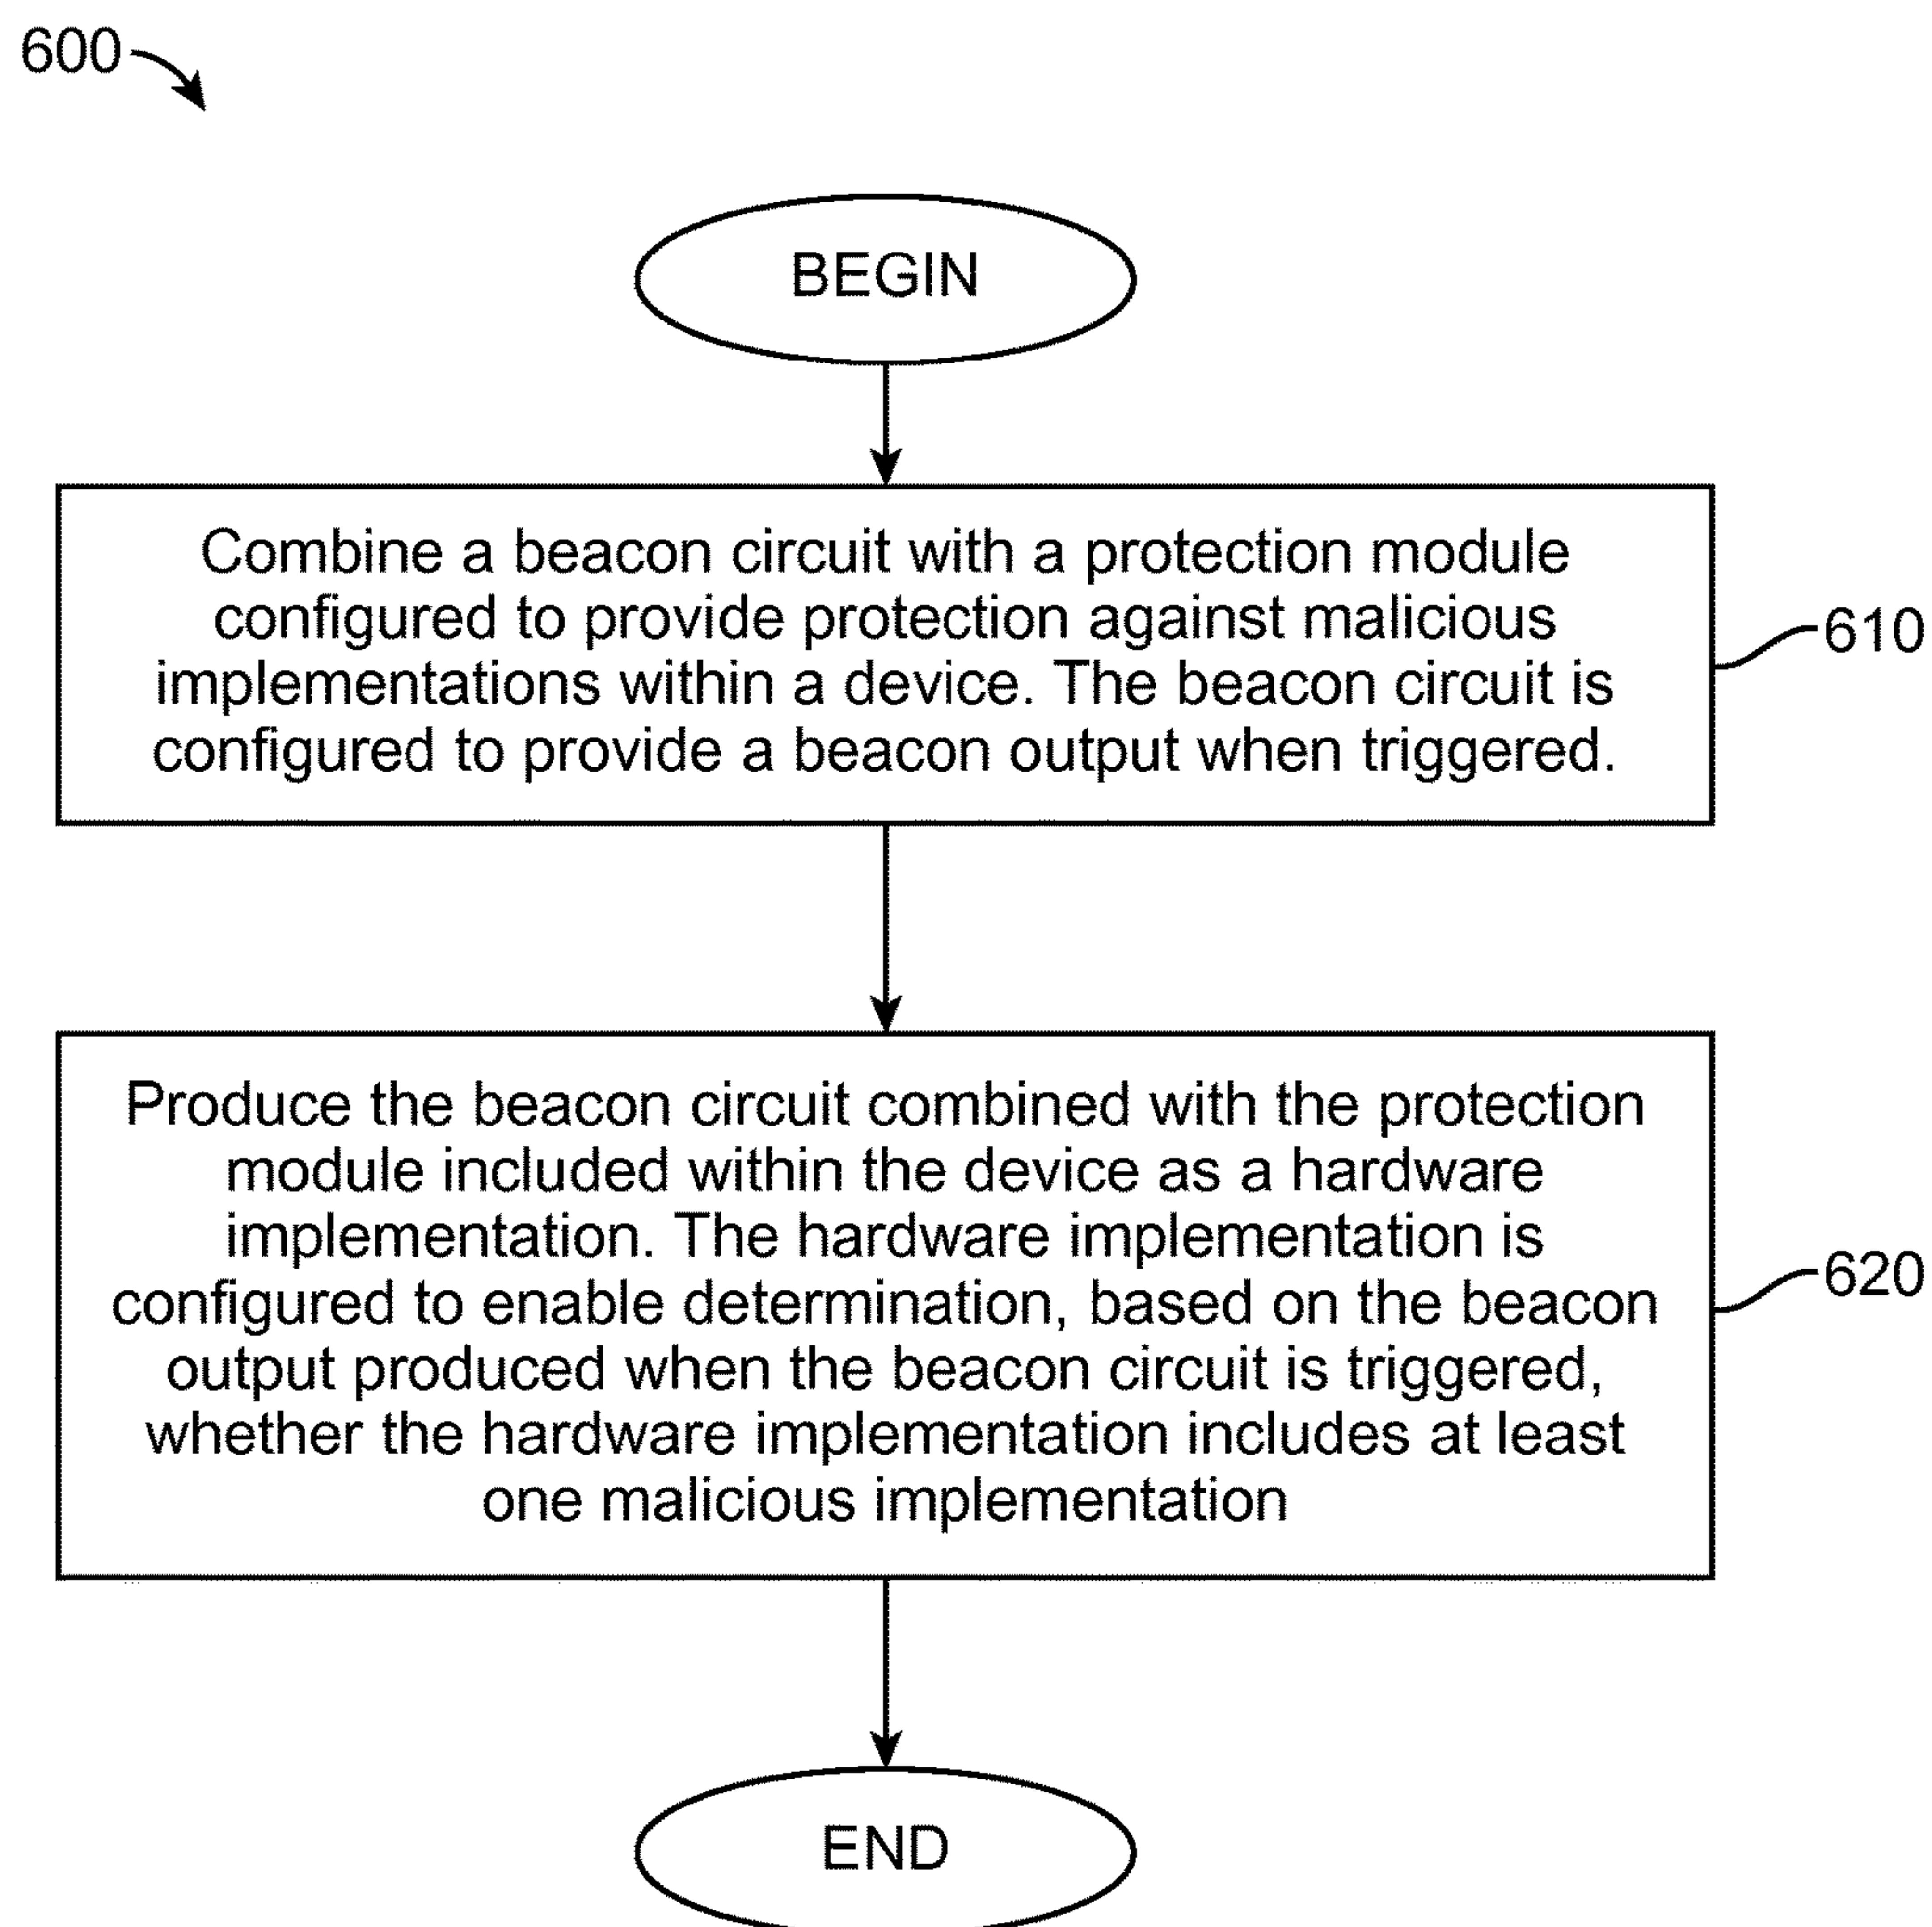 600
BEGIN
Combine a beacon circuit with a protection module
configured to provide protection against malicious
implementations within a device. The beacon circuit is
configured to provide a beacon output when triggered.
610
Produce the beacon circuit combined with the protection
module included within the device as a hardware
implementation. The hardware implementation is
configured to enable determination, based on the beacon
output produced when the beacon circuit is triggered,
whether the hardware implementation includes at least
one malicious implementation
620
END